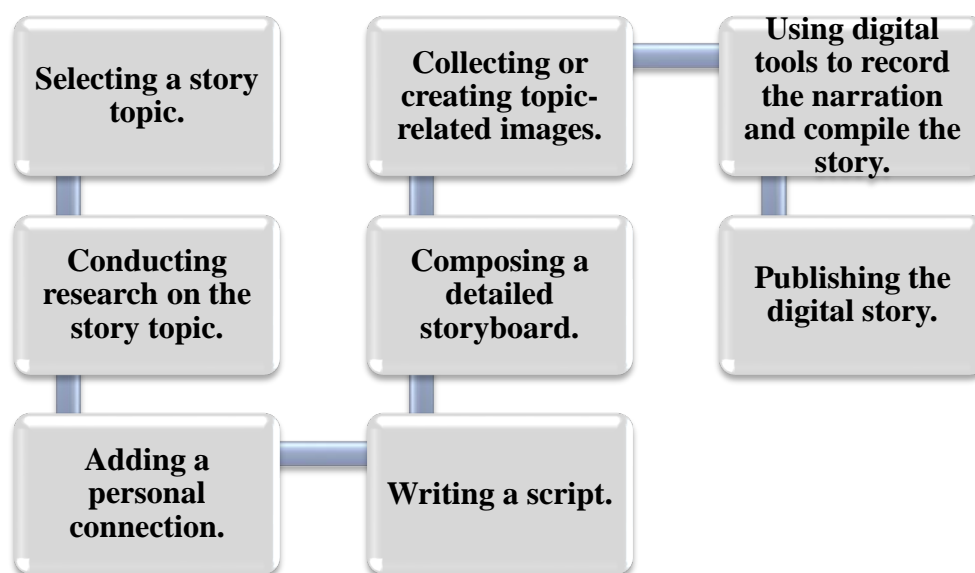 Selecting a story
topic.
Conducting
research on the
story topic.
Adding a
personal
connection.
Writing a script.
Composing a
detailed
storyboard.
Collecting or
creating topic-
related images.
Using digital
tools to record
the narration
and compile the
story.
Publishing the
digital story.